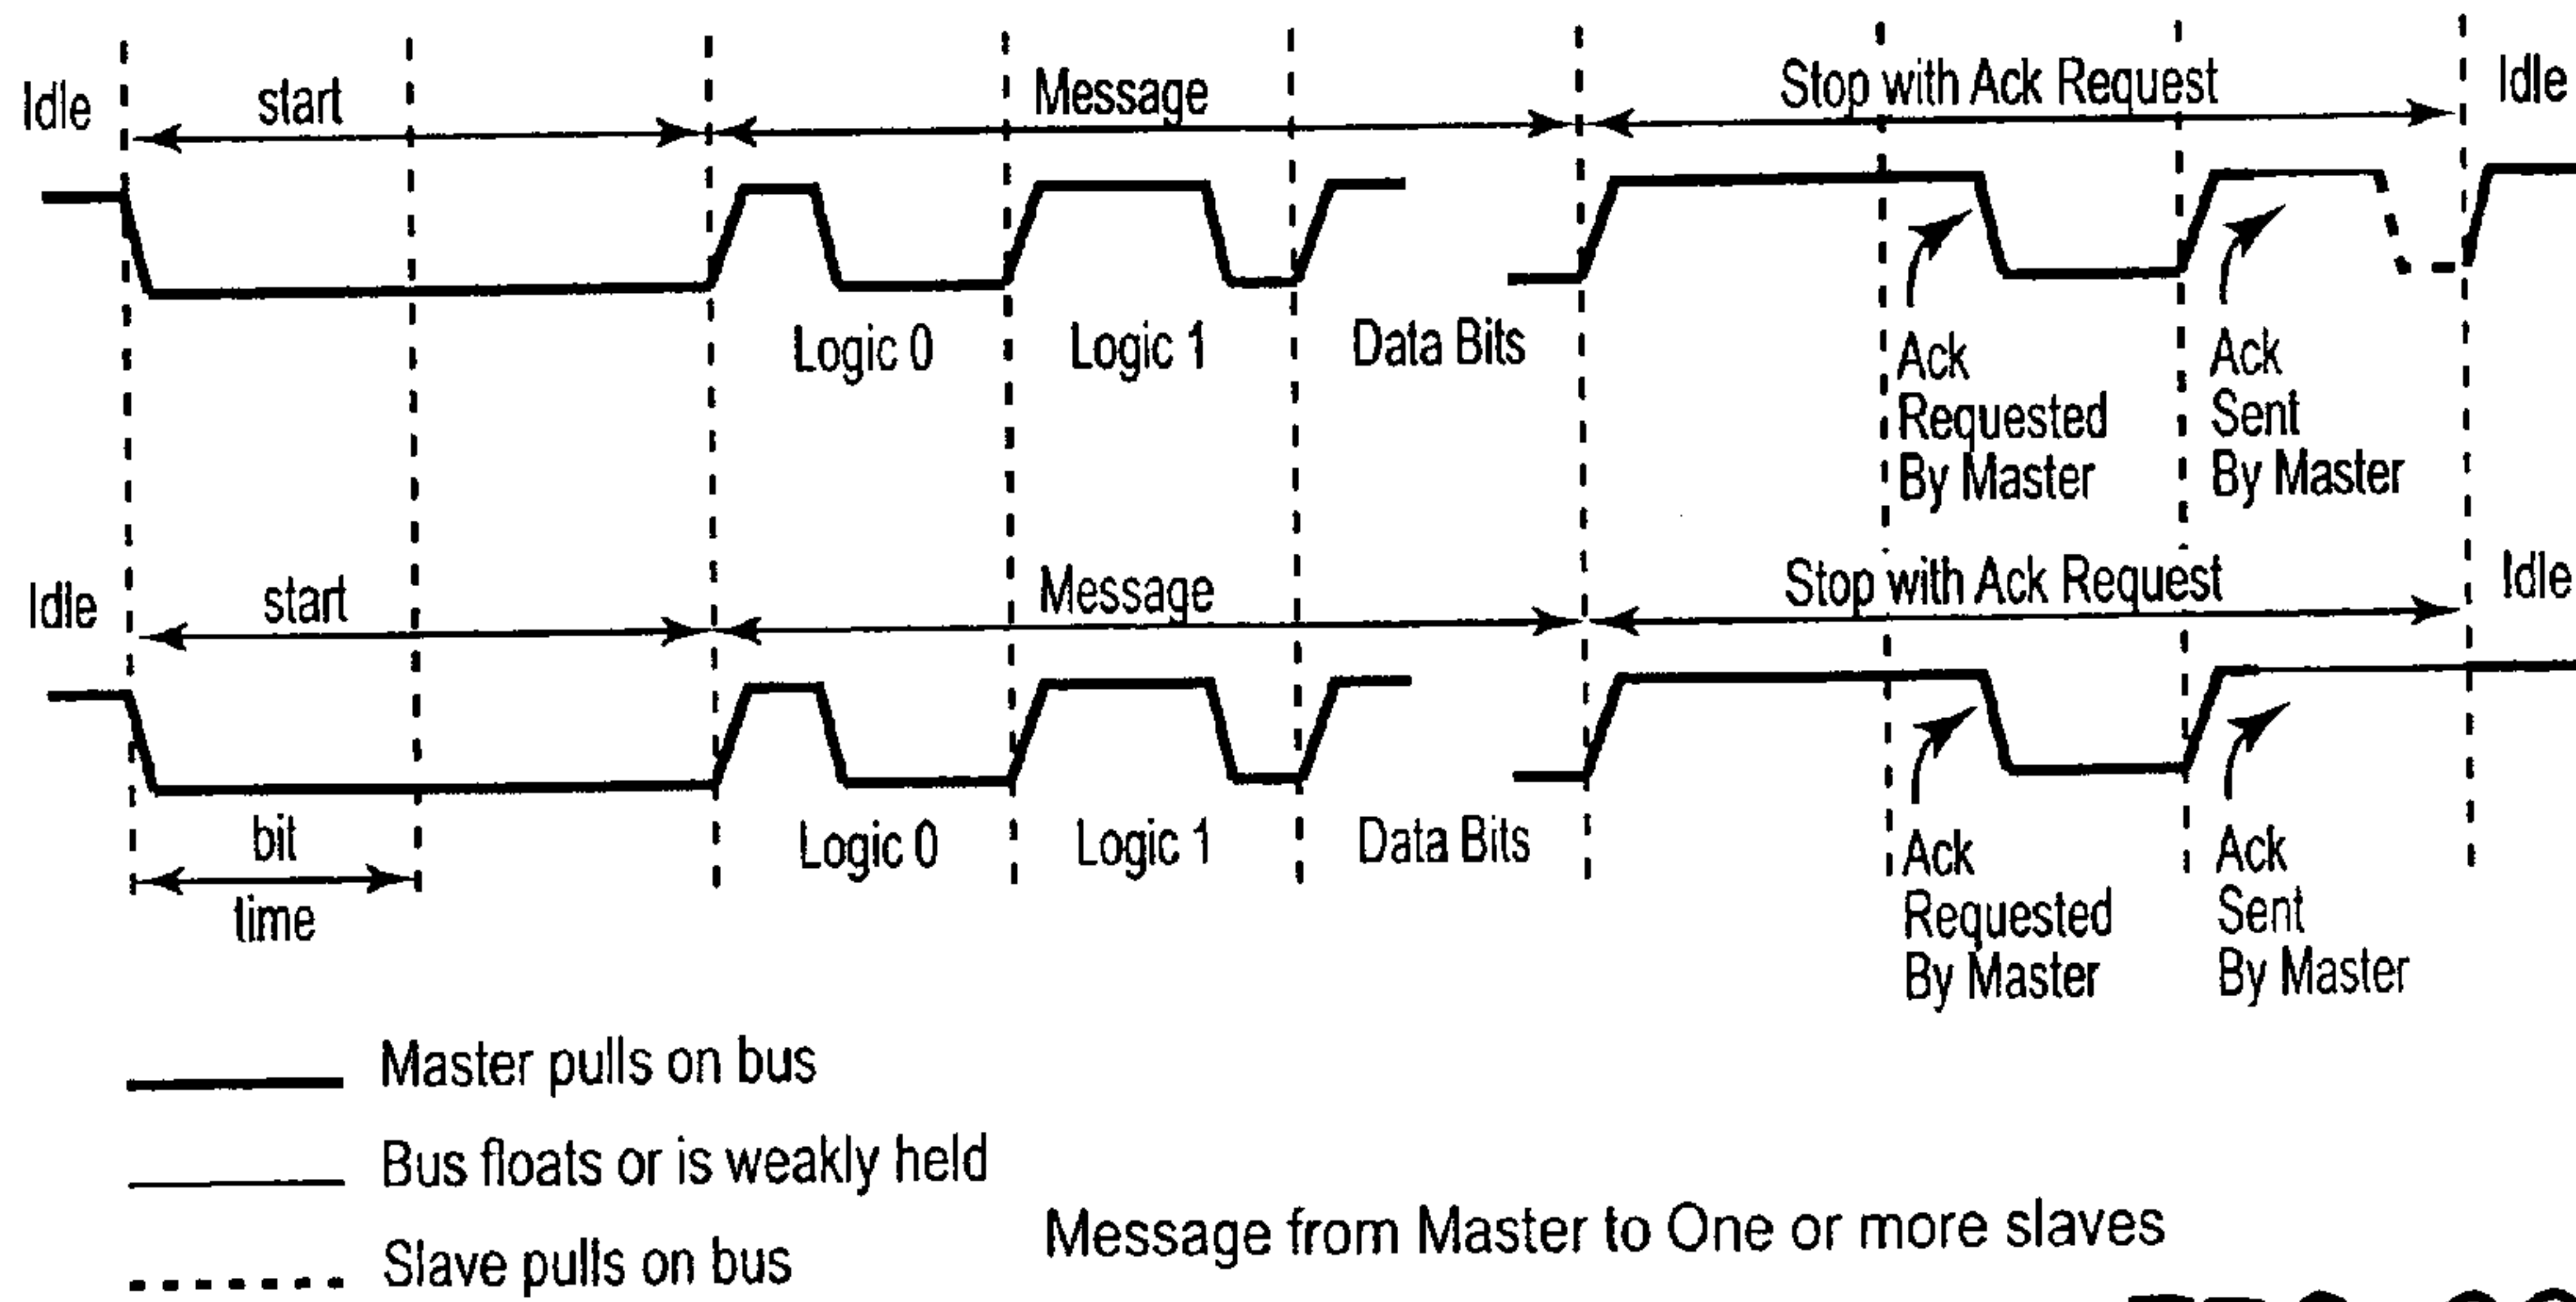 Idle
start
Message
Stop with Ack Request
Idle
Logic 0
Logic 1
Data Bits
Ack
Requested
By Master
Ack
Sent
By Master
Idle
start
Message
Stop with Ack Request
Idle
bit
time
Logic 0
Logic 1
Data Bits
Ack
Requested
By Master
Ack
Sent
By Master
Master pulls on bus
Bus floats or is weakly held
Slave pulls on bus
Message from Master to One or more slaves